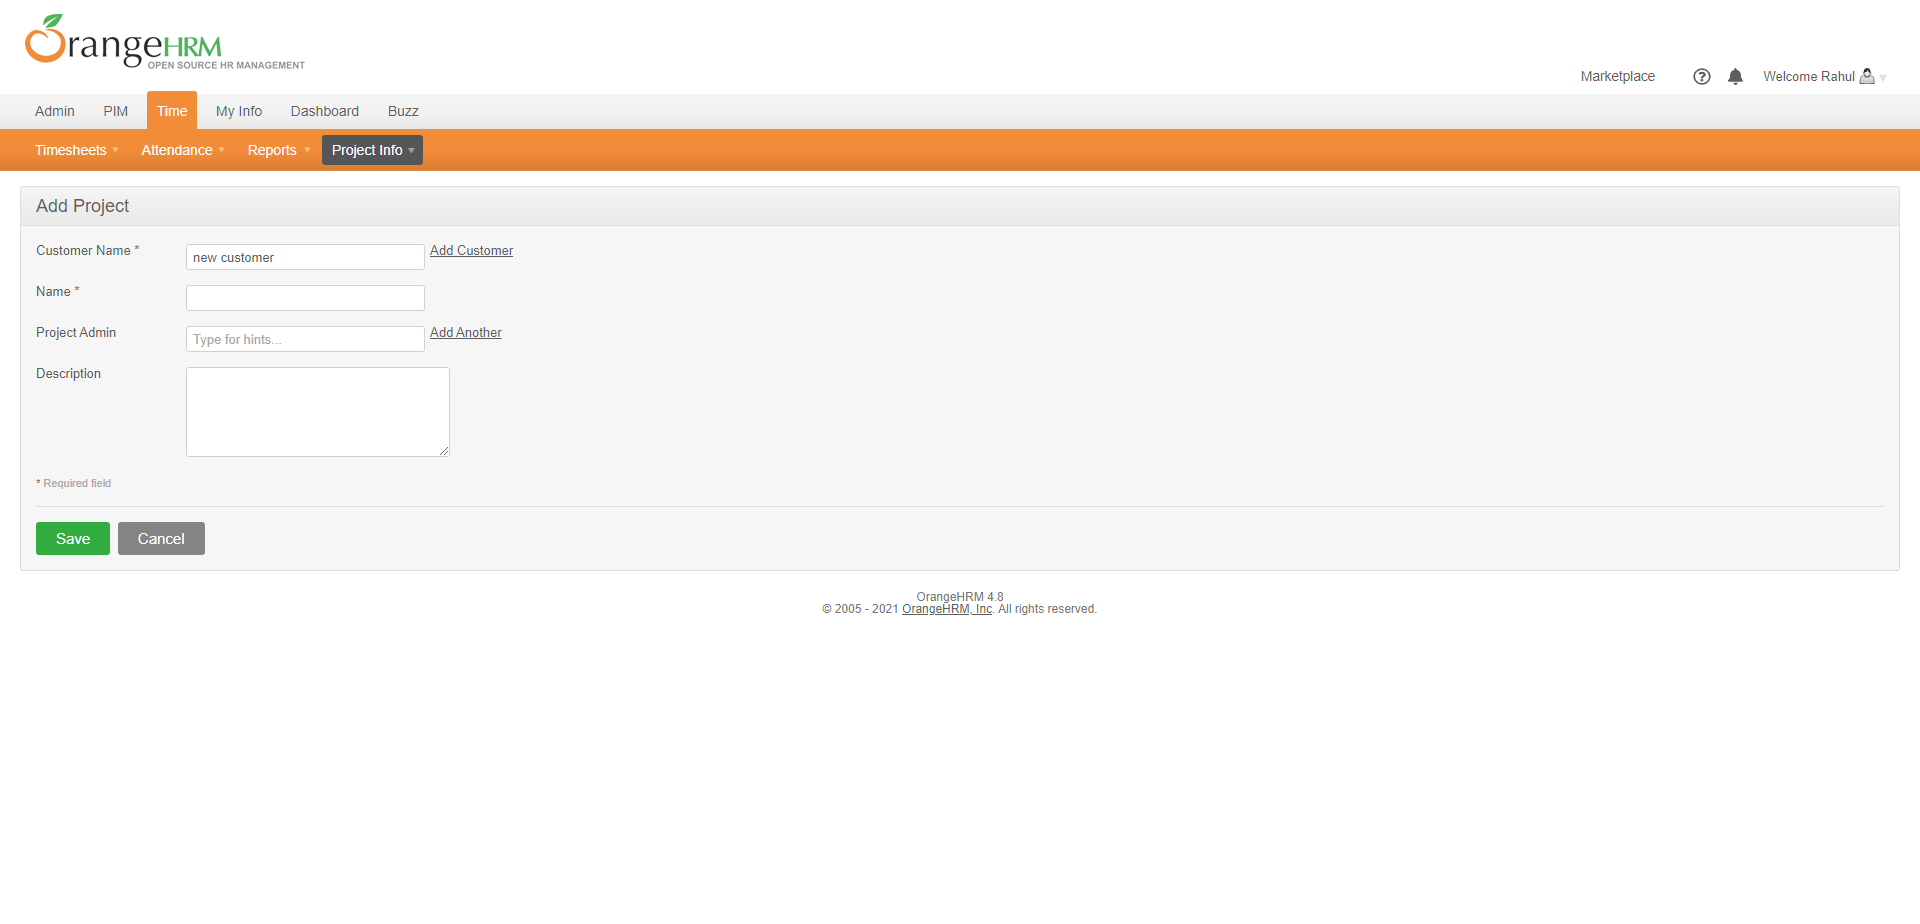 OrangeHRM
OPEN SOURCE HR MANAGEMENT
Marketplace
Welcome Rahul
Admin PIM Time My Info Dashboard Buzz
Timesheets Attendance Reports Project Info
Add Project
Customer Name * new customer Add Customer
Name *
Project Admin Type for hints... Add Another
Description
* Required field
Save Cancel
OrangeHRM 4.8
© 2005 - 2021 OrangeHRM, Inc. All rights reserved.